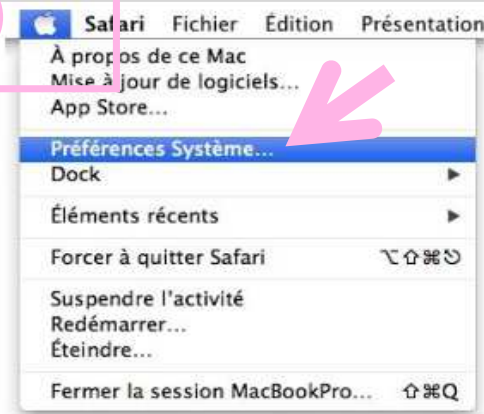 Safari Fichier Édition Présentation
À propos de ce Mac
Mise à jour de logiciels...
App Store...
Préférences Système...
Dock
Éléments récents
Forcer à quitter Safari ⌥⇧⌘⎋
Suspendre l'activité
Redémarrer...
Éteindre...
Fermer la session MacBookPro... ⇧⌘Q